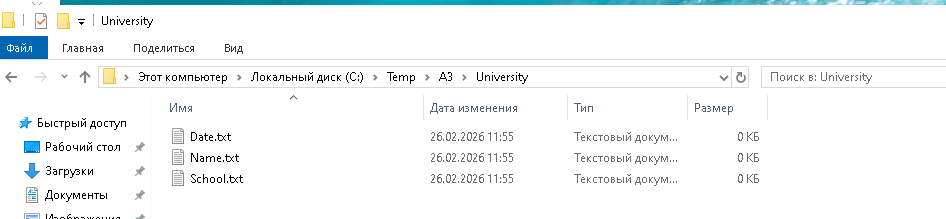 University
Файл Главная Поделиться Вид
Этот компьютер Локальный диск (C:) Temp A3 University Поиск в: University
Имя Дата изменения Тип Размер
Быстрый доступ
Date.txt 26.02.2026 11:55 Текстовый докум... 0 КБ
Рабочий стол
Name.txt 26.02.2026 11:55 Текстовый докум... 0 КБ
Загрузки
School.txt 26.02.2026 11:55 Текстовый докум... 0 КБ
Документы
Изображения